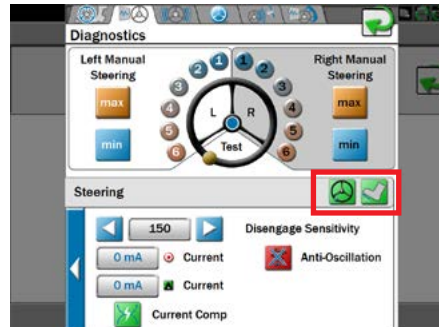 Diagnostics
Left Manual
Steering
Right Manual
Steering
1 1
2 2
3 3
4 4
5 5
6 6
max
min
L R
Test
max
min
Steering
150
Disengage Sensitivity
0 mA Current
Anti-Oscillation
0 mA Current
Current Comp